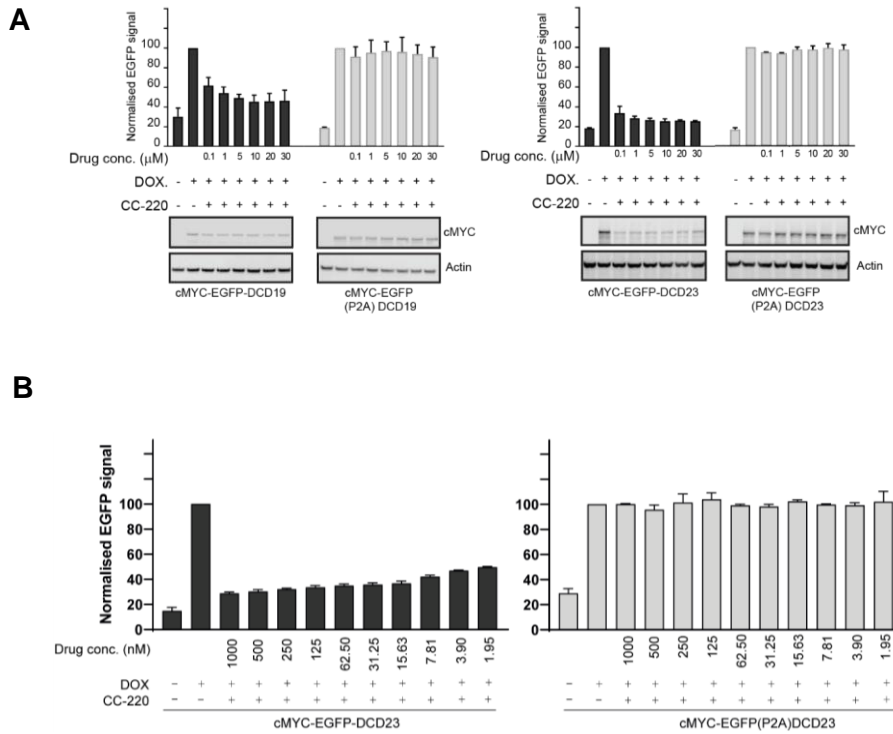 A
Normalised EGFP signal
100
80
60
40
20
0
Drug conc. (μM) 0.1 1 5 10 20 30 0.1 1 5 10 20 30
DOX. - + + + + + + + - + + + + + + +
CC-220 - - + + + + + + - - + + + + + +
cMYC
Actin
cMYC-EGFP-DCD19
cMYC-EGFP
(P2A) DCD19
Normalised EGFP signal
100
80
60
40
20
0
Drug conc. (μM) 0.1 1 5 10 20 30 0.1 1 5 10 20 30
DOX. - + + + + + + + - + + + + + + +
CC-220 - - + + + + + + - - + + + + + +
cMYC
Actin
cMYC-EGFP-DCD23
cMYC-EGFP
(P2A) DCD23
B
Normalised EGFP signal
100
80
60
40
20
0
Drug conc. (nM) 1000 500 250 125 62.50 31.25 15.63 7.81 3.90 1.95
DOX − + + + + + + + + + + +
CC-220 − − + + + + + + + + + +
cMYC-EGFP-DCD23
100
80
60
40
20
0
1000 500 250 125 62.50 31.25 15.63 7.81 3.90 1.95
− + + + + + + + + + + +
− − + + + + + + + + + +
cMYC-EGFP(P2A)DCD23